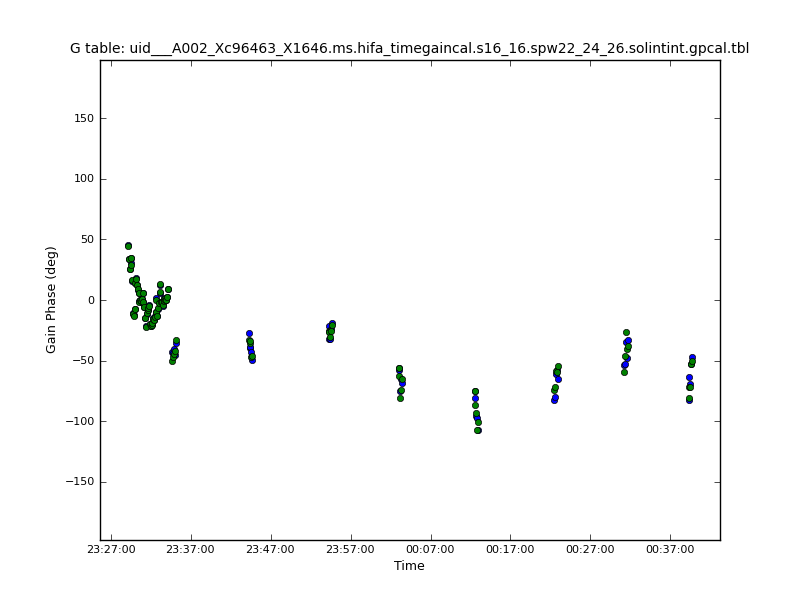 G table: uid___A002_Xc96463_X1646.ms.hifa_timegaincal.s16_16.spw22_24_26.solintint.gpcal.tbl
150
100
50
0
−50
−100
−150
Gain Phase (deg)
23:27:00 23:37:00 23:47:00 23:57:00 00:07:00 00:17:00 00:27:00 00:37:00
Time